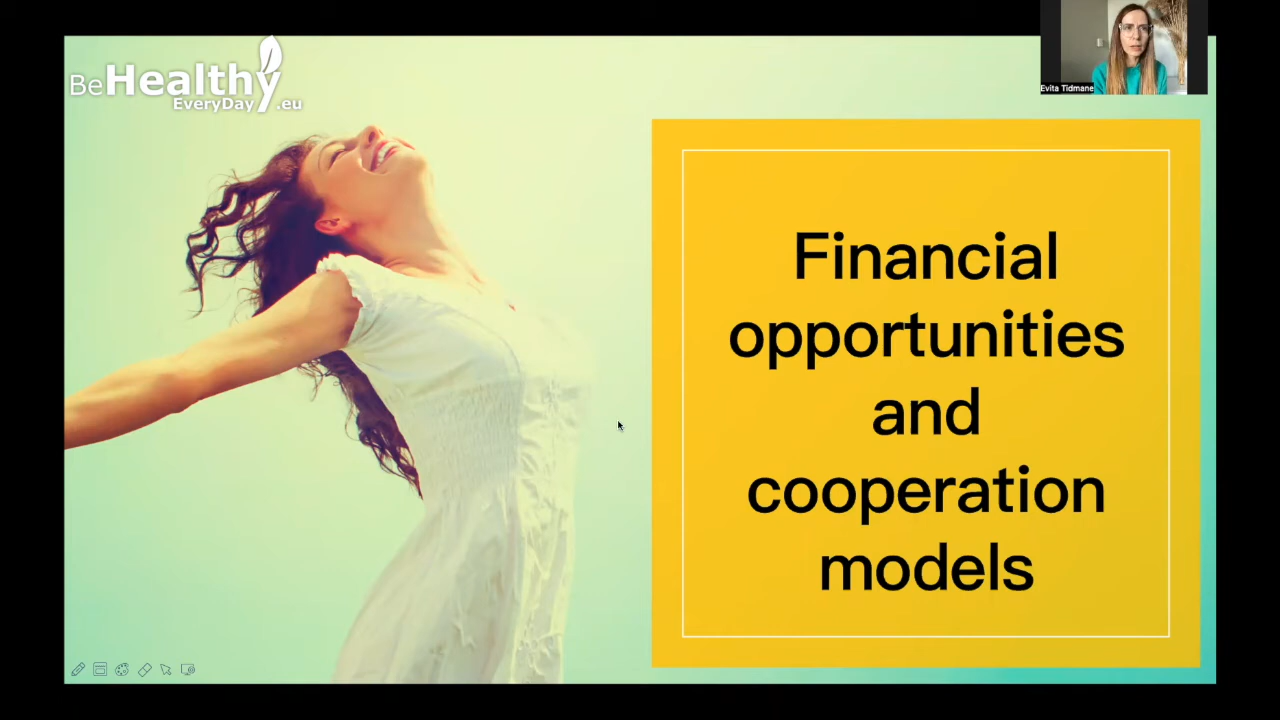 BeHealthy
EveryDay.eu
Evita Tidmane
Financial
opportunities
and
cooperation
models